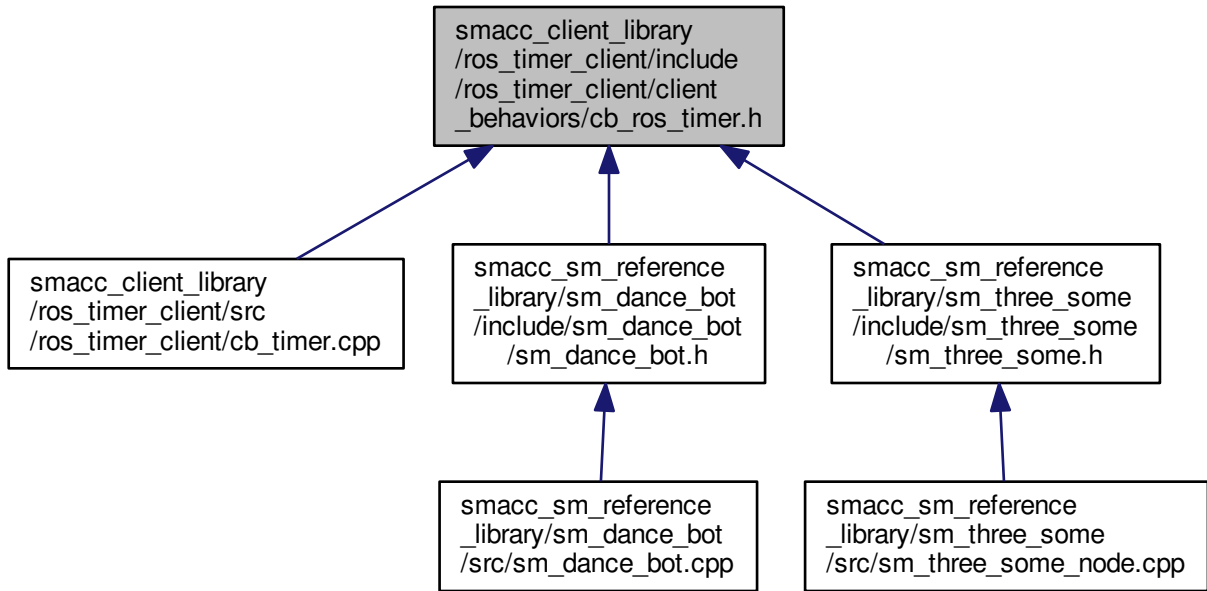 smacc_client_library
/ros_timer_client/include
/ros_timer_client/client
_behaviors/cb_ros_timer.h
smacc_client_library
/ros_timer_client/src
/ros_timer_client/cb_timer.cpp
smacc_sm_reference
_library/sm_dance_bot
/include/sm_dance_bot
/sm_dance_bot.h
smacc_sm_reference
_library/sm_three_some
/include/sm_three_some
/sm_three_some.h
smacc_sm_reference
_library/sm_dance_bot
/src/sm_dance_bot.cpp
smacc_sm_reference
_library/sm_three_some
/src/sm_three_some_node.cpp